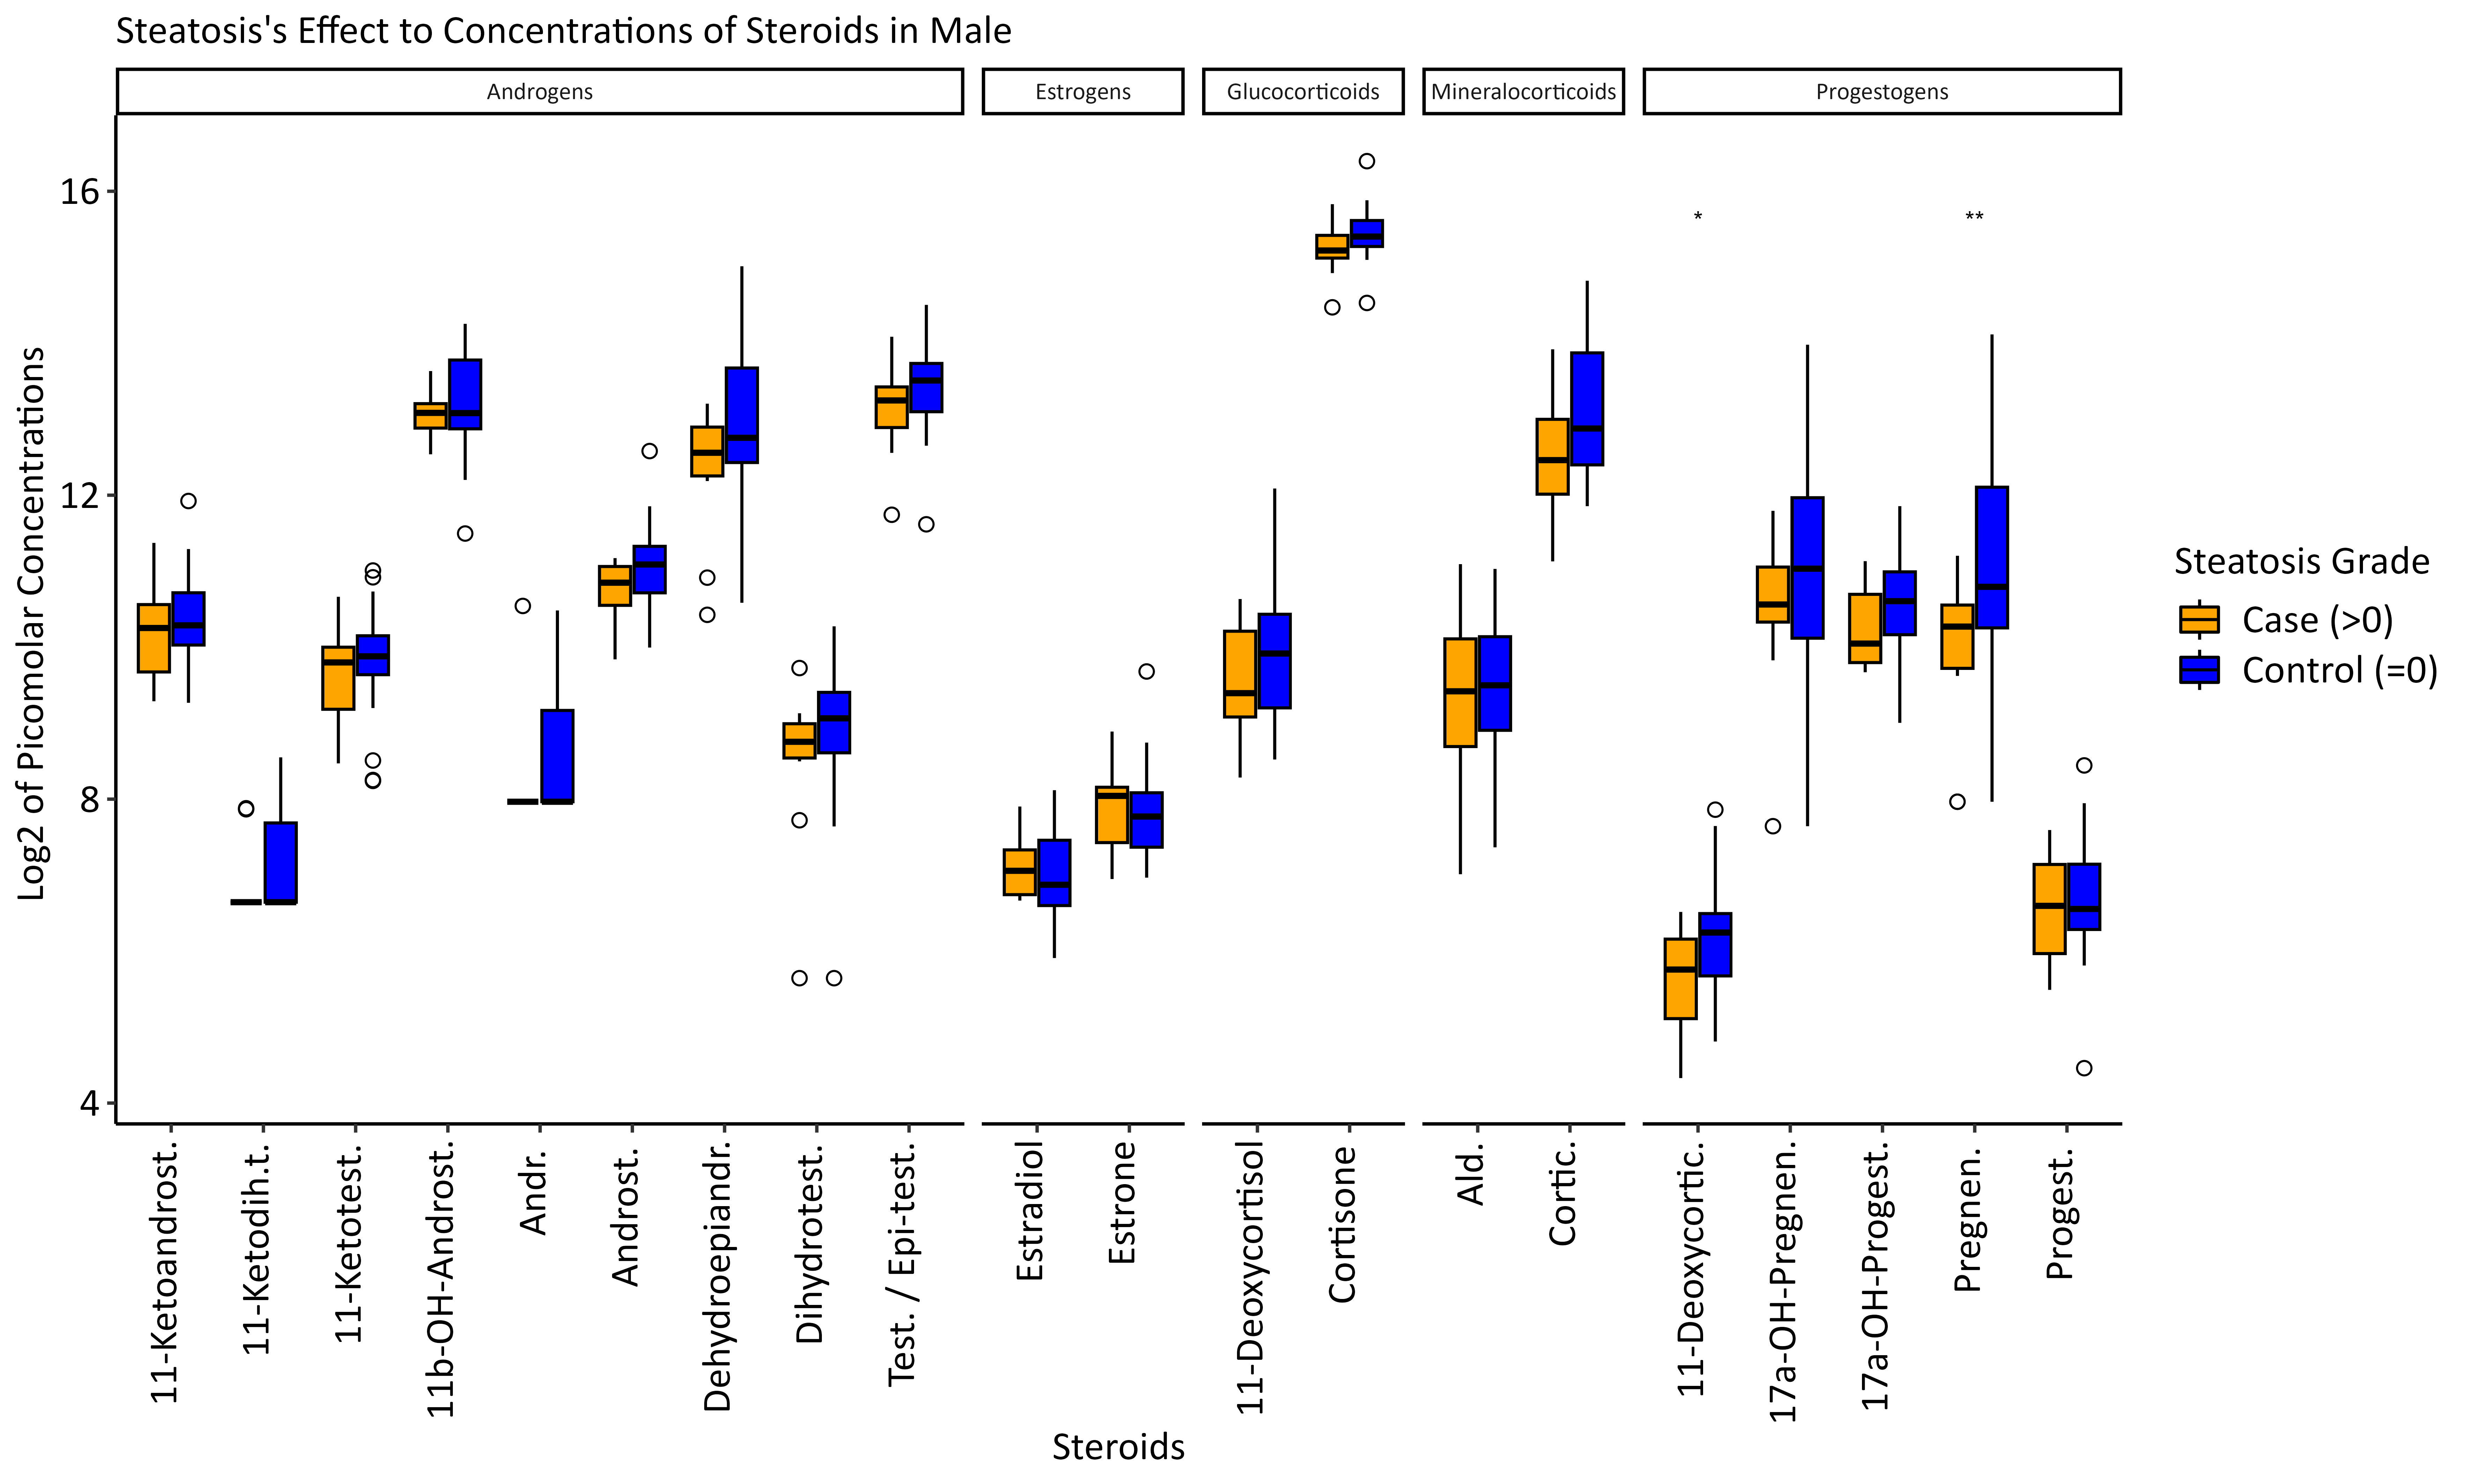 Steatosis's Effect to Concentrations of Steroids in Male
Androgens
Estrogens
Glucocorticoids
Mineralocorticoids
Progestogens
Log2 of Picomolar Concentrations
16
12
8
4
*
**
11-Ketoandrost.
11-Ketodih.t.
11-Ketotest.
11b-OH-Androst.
Andr.
Androst.
Dehydroepiandr.
Dihydrotest.
Test. / Epi-test.
Estradiol
Estrone
11-Deoxycortisol
Cortisone
Ald.
Cortic.
11-Deoxycortic.
17a-OH-Pregnen.
17a-OH-Progest.
Pregnen.
Progest.
Steroids
Steatosis Grade
Case (>0)
Control (=0)